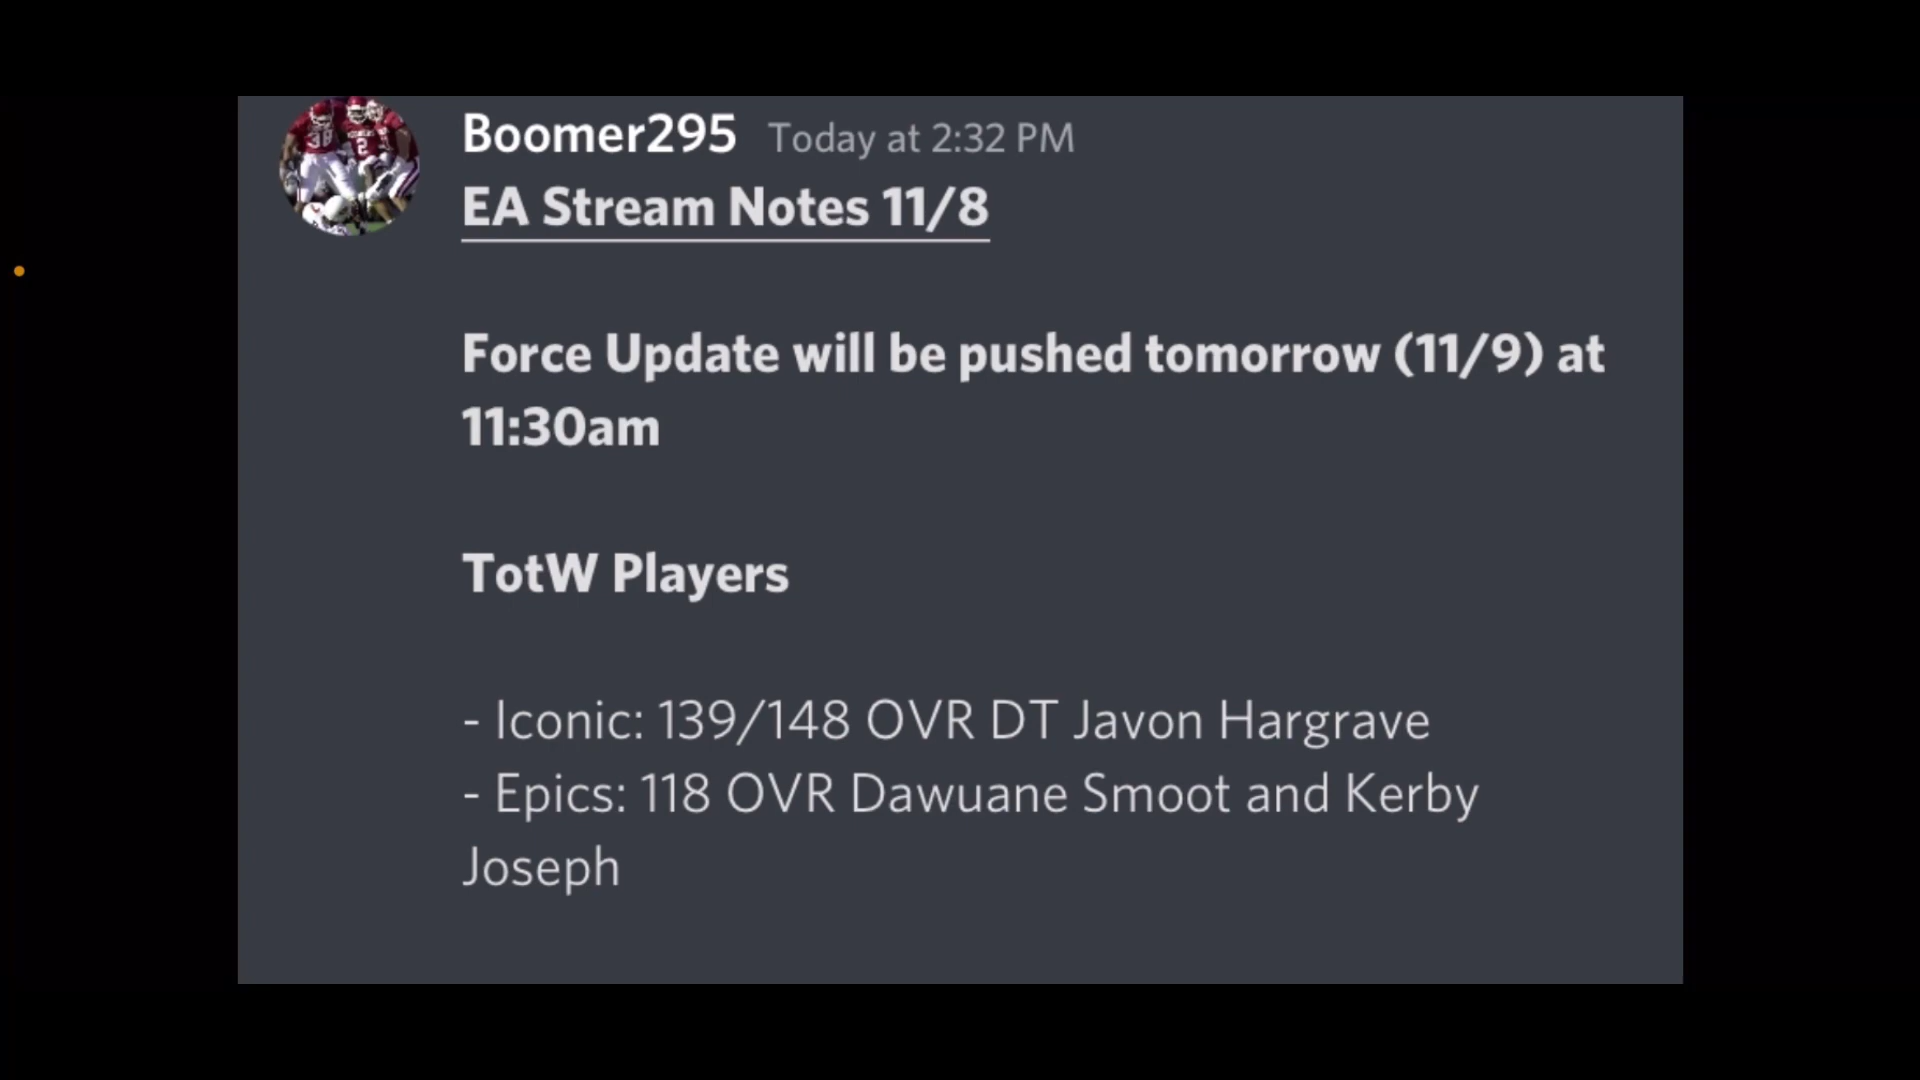 Boomer295 Today at 2:32 PM
EA Stream Notes 11/8
Force Update will be pushed tomorrow (11/9) at
11:30am
TotW Players
- Iconic: 139/148 OVR DT Javon Hargrave
- Epics: 118 OVR Dawuane Smoot and Kerby
Joseph